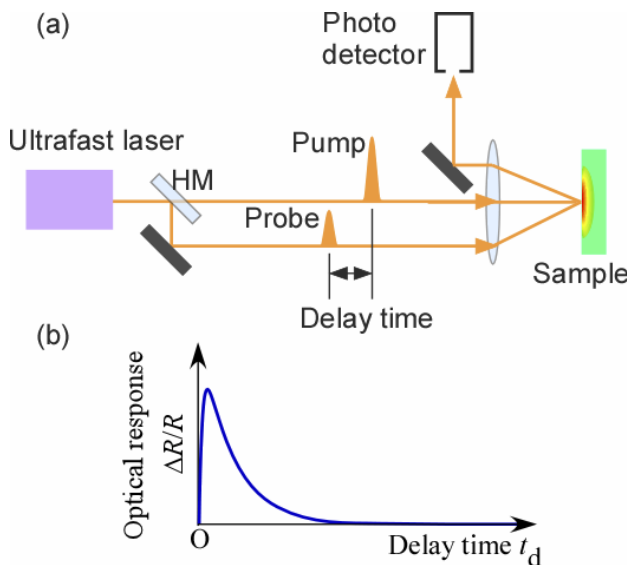 (a)
Photo
detector
Ultrafast laser
Pump
HM
Probe
Sample
Delay time
(b)
Optical response
ΔR/R
O
Delay time t_d